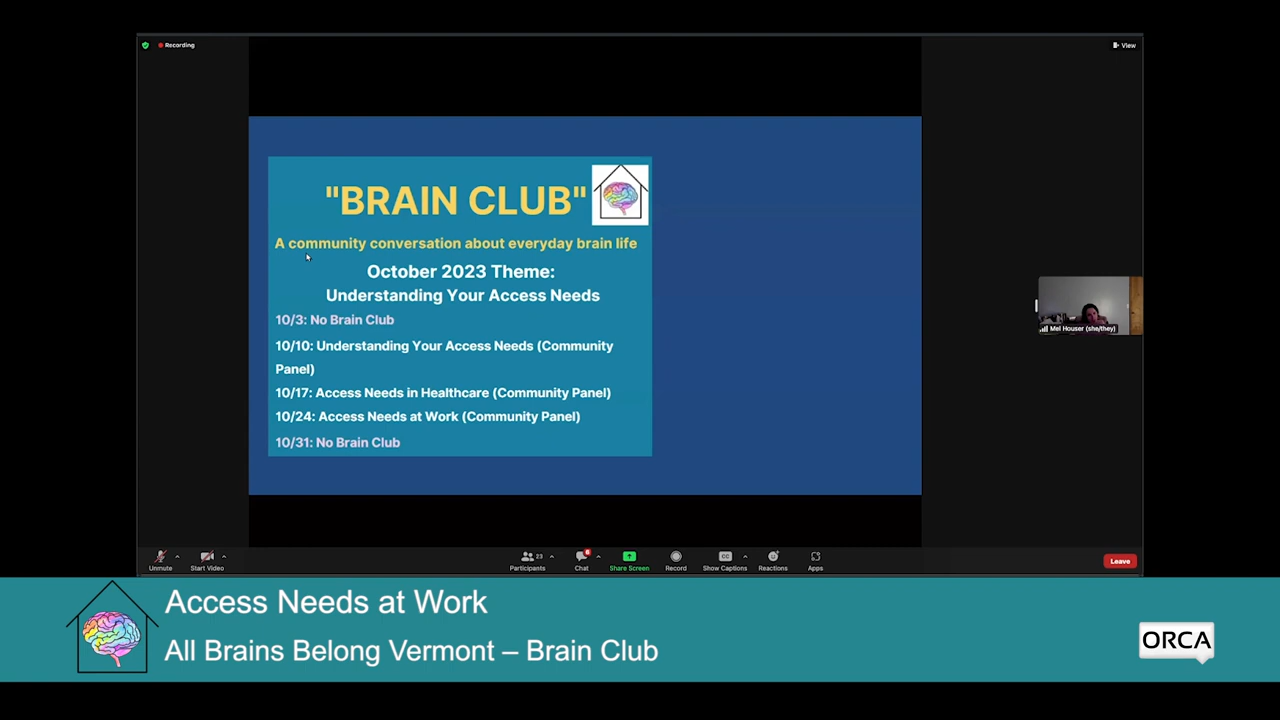 Recording
View
"BRAIN CLUB"
A community conversation about everyday brain life
October 2023 Theme:
Understanding Your Access Needs
10/3: No Brain Club
10/10: Understanding Your Access Needs (Community
Panel)
10/17: Access Needs in Healthcare (Community Panel)
10/24: Access Needs at Work (Community Panel)
10/31: No Brain Club
Mel Houser (she/they)
23
8
CC
Unmute
Start Video
Participants
Chat
Share Screen
Record
Show Captions
Reactions
Apps
Leave
Access Needs at Work
All Brains Belong Vermont – Brain Club
ORCA